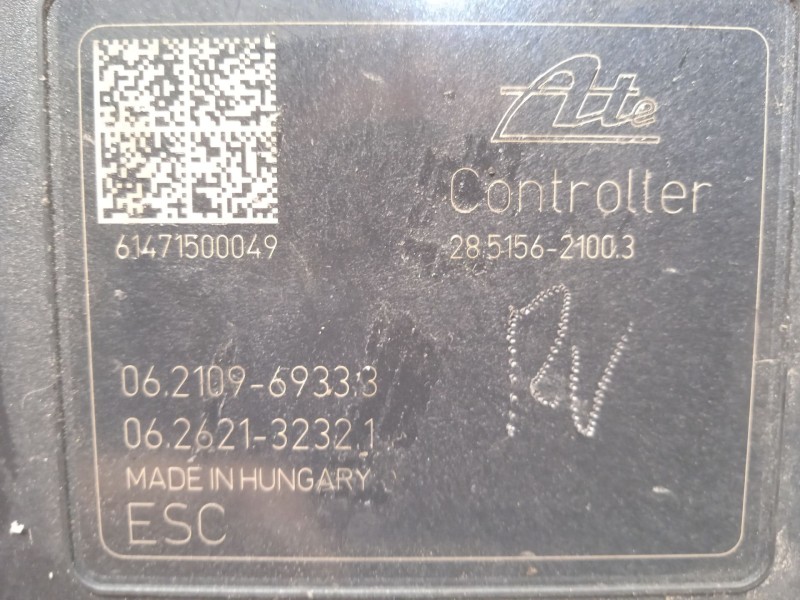 Ate
Controller
61471500049
28.5156-2100.3
06.2109-6933.3
06.2621-3232.1
MADE IN HUNGARY
ESC